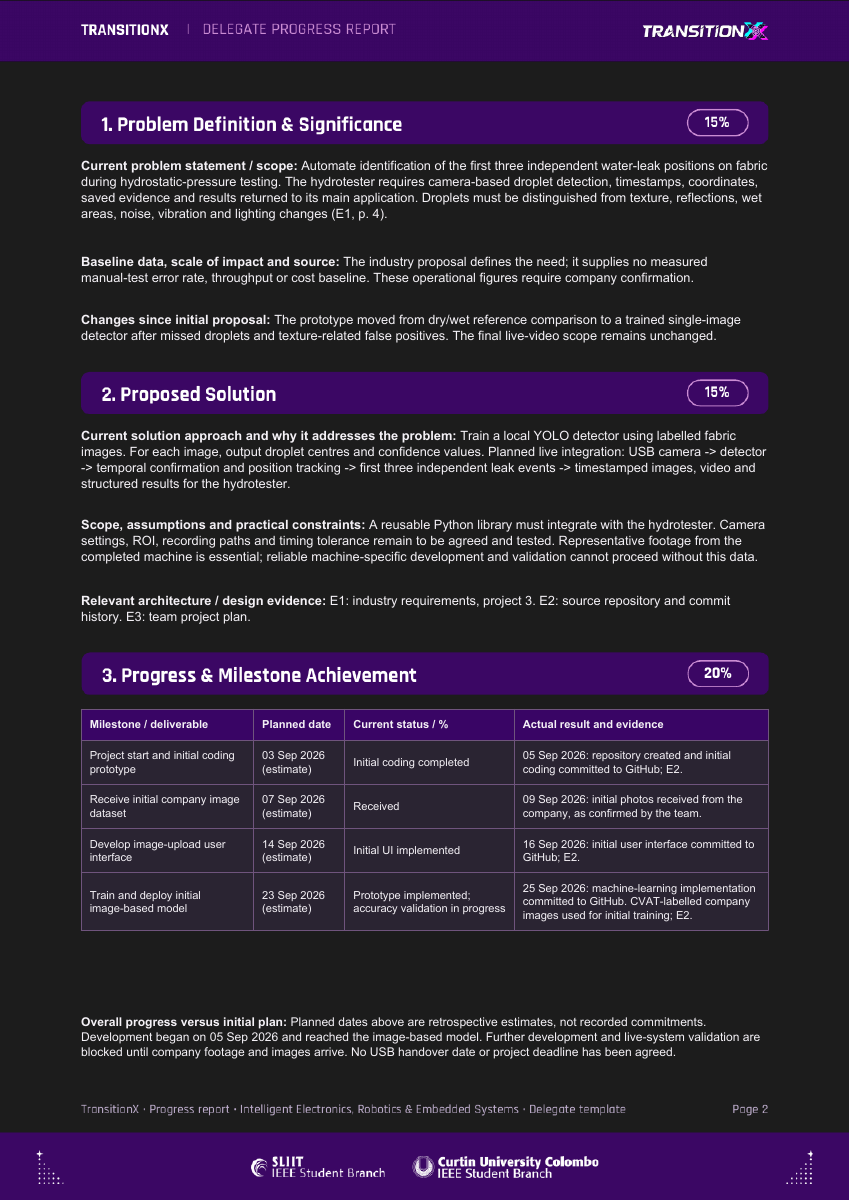 TRANSITIONX | DELEGATE PROGRESS REPORT
TRANSITIONX
1. Problem Definition & Significance
15%
Current problem statement / scope: Automate identification of the first three independent water-leak positions on fabric
during hydrostatic-pressure testing. The hydrotester requires camera-based droplet detection, timestamps, coordinates,
saved evidence and results returned to its main application. Droplets must be distinguished from texture, reflections, wet
areas, noise, vibration and lighting changes (E1, p. 4).
Baseline data, scale of impact and source: The industry proposal defines the need; it supplies no measured
manual-test error rate, throughput or cost baseline. These operational figures require company confirmation.
Changes since initial proposal: The prototype moved from dry/wet reference comparison to a trained single-image
detector after missed droplets and texture-related false positives. The final live-video scope remains unchanged.
2. Proposed Solution
15%
Current solution approach and why it addresses the problem: Train a local YOLO detector using labelled fabric
images. For each image, output droplet centres and confidence values. Planned live integration: USB camera -> detector
-> temporal confirmation and position tracking -> first three independent leak events -> timestamped images, video and
structured results for the hydrotester.
Scope, assumptions and practical constraints: A reusable Python library must integrate with the hydrotester. Camera
settings, ROI, recording paths and timing tolerance remain to be agreed and tested. Representative footage from the
completed machine is essential; reliable machine-specific development and validation cannot proceed without this data.
Relevant architecture / design evidence: E1: industry requirements, project 3. E2: source repository and commit
history. E3: team project plan.
3. Progress & Milestone Achievement
20%
Milestone / deliverable
Planned date
Current status / %
Actual result and evidence
Project start and initial coding
prototype
03 Sep 2026
(estimate)
Initial coding completed
05 Sep 2026: repository created and initial
coding committed to GitHub; E2.
Receive initial company image
dataset
07 Sep 2026
(estimate)
Received
09 Sep 2026: initial photos received from the
company, as confirmed by the team.
Develop image-upload user
interface
14 Sep 2026
(estimate)
Initial UI implemented
16 Sep 2026: initial user interface committed to
GitHub; E2.
Train and deploy initial
image-based model
23 Sep 2026
(estimate)
Prototype implemented;
accuracy validation in progress
25 Sep 2026: machine-learning implementation
committed to GitHub. CVAT-labelled company
images used for initial training; E2.
Overall progress versus initial plan: Planned dates above are retrospective estimates, not recorded commitments.
Development began on 05 Sep 2026 and reached the image-based model. Further development and live-system validation are
blocked until company footage and images arrive. No USB handover date or project deadline has been agreed.
TransitionX · Progress report · Intelligent Electronics, Robotics & Embedded Systems · Delegate template
Page 2
SLIIT
IEEE Student Branch
Curtin University Colombo
IEEE Student Branch